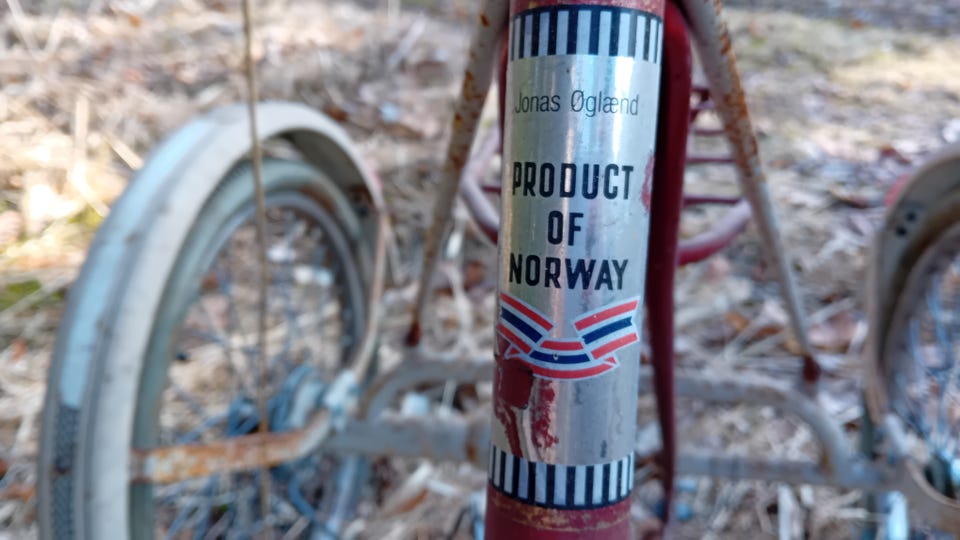 Jonas Øglænd
PRODUCT
OF
NORWAY